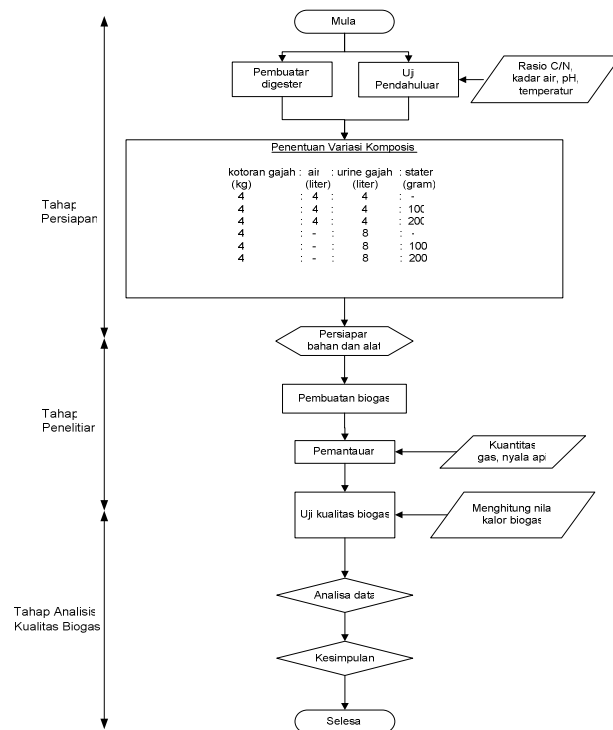 Mula
Pembuatar
digester
Uji
Pendahuluar
Rasio C/N,
kadar air, pH,
temperatur
Penentuan Variasi Komposis
kotoran gajah : air : urine gajah : stater
(kg) (liter) (liter) (gram)
4 : 4 : 4 : -
4 : 4 : 4 : 100
4 : 4 : 4 : 200
4 : - : 8 : -
4 : - : 8 : 100
4 : - : 8 : 200
Tahap
Persiapan
Persiapar
bahan dan alat
Pembuatan biogas
Tahap
Penelitiar
Pemantauar
Kuantitas
gas, nyala api
Uji kualitas biogas
Menghitung nila
kalor biogas
Analisa data
Tahap Analisis
Kualitas Biogas
Kesimpulan
Selesa